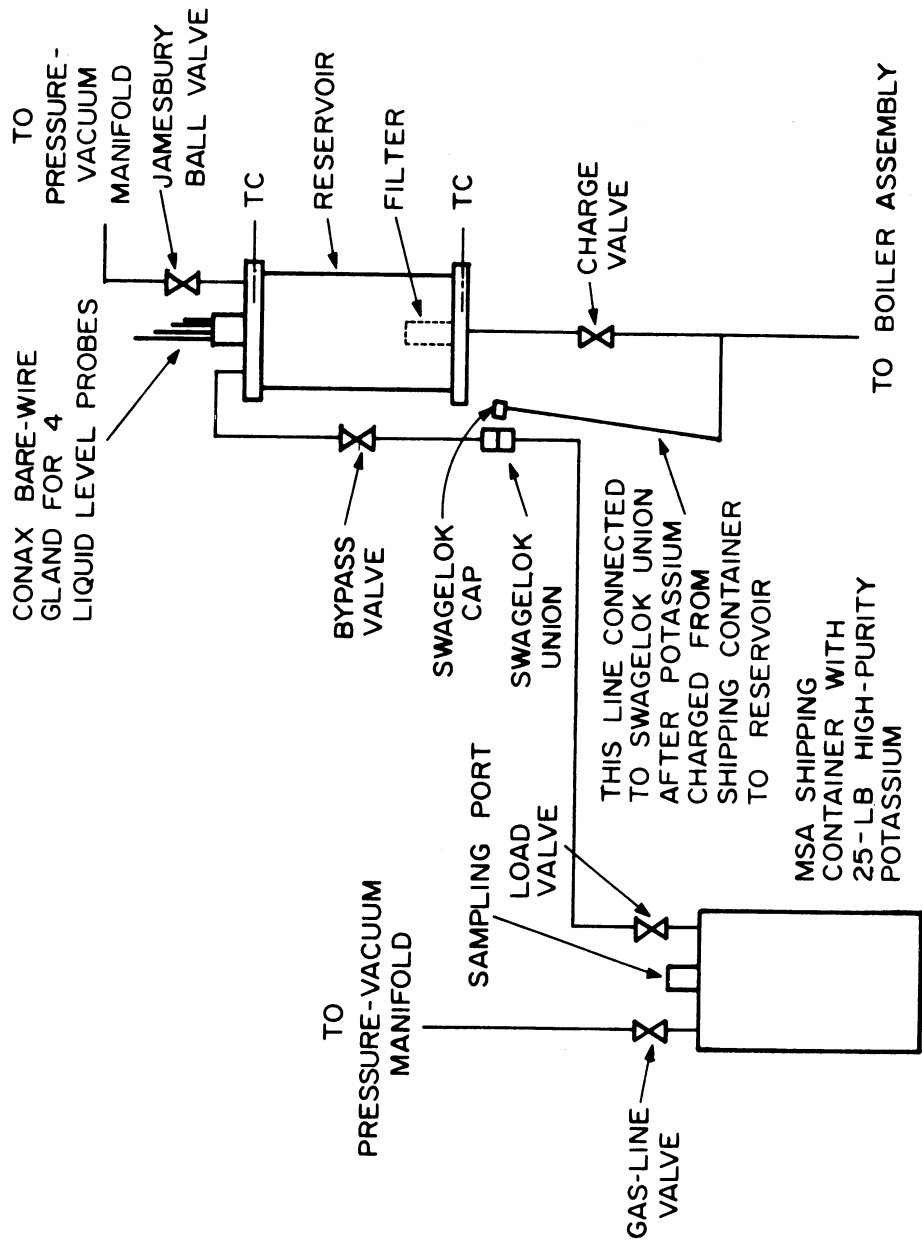 TO
PRESSURE-
VACUUM
MANIFOLD
JAMESBURY
BALL VALVE
CONAX BARE-WIRE
GLAND FOR 4
LIQUID LEVEL PROBES
TC
RESERVOIR
FILTER
TC
BYPASS
VALVE
SWAGELOK
CAP
SWAGELOK
UNION
CHARGE
VALVE
THIS LINE CONNECTED
TO SWAGELOK UNION
AFTER POTASSIUM
CHARGED FROM
SHIPPING CONTAINER
TO RESERVOIR
TO BOILER ASSEMBLY
TO
PRESSURE-VACUUM
MANIFOLD
SAMPLING PORT
LOAD
VALVE
GAS-LINE
VALVE
MSA SHIPPING
CONTAINER WITH
25-LB HIGH-PURITY
POTASSIUM